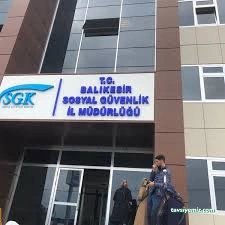 SGK
T.C.
BALIKESİR
SOSYAL GÜVENLİK
İL MÜDÜRLÜĞÜ
tavsiyemiz.com